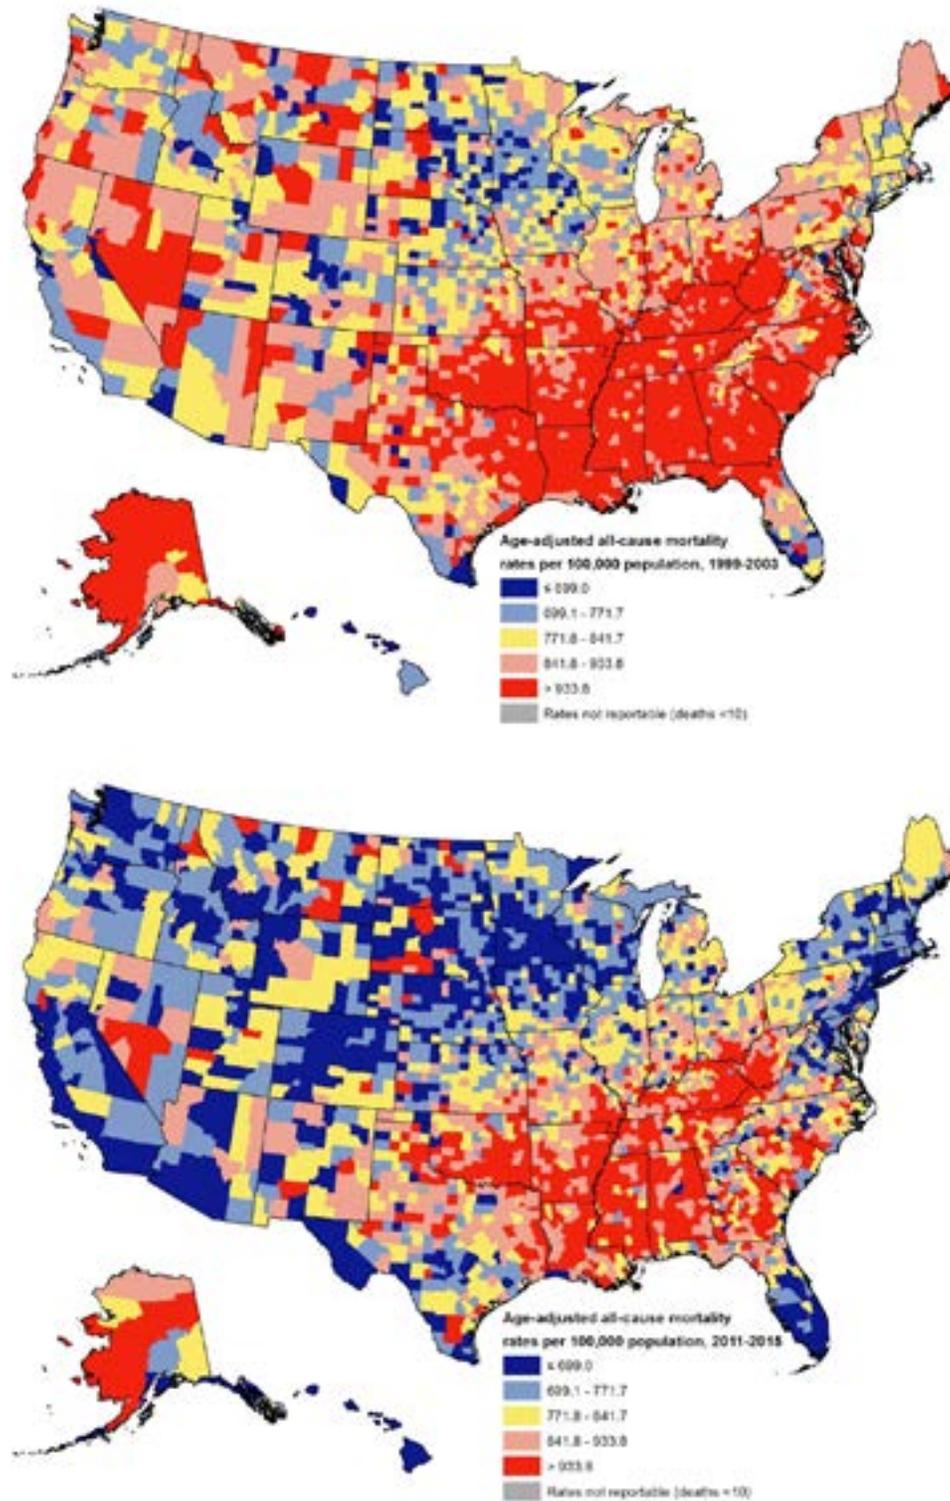 Age-adjusted all-cause mortality
rates per 100,000 population, 1999-2003
≤ 699.0
699.1 - 771.7
771.8 - 841.7
841.8 - 933.8
> 933.8
Rates not reportable (deaths <10)
Age-adjusted all-cause mortality
rates per 100,000 population, 2011-2015
≤ 699.0
699.1 - 771.7
771.8 - 841.7
841.8 - 933.8
> 933.8
Rates not reportable (deaths <10)